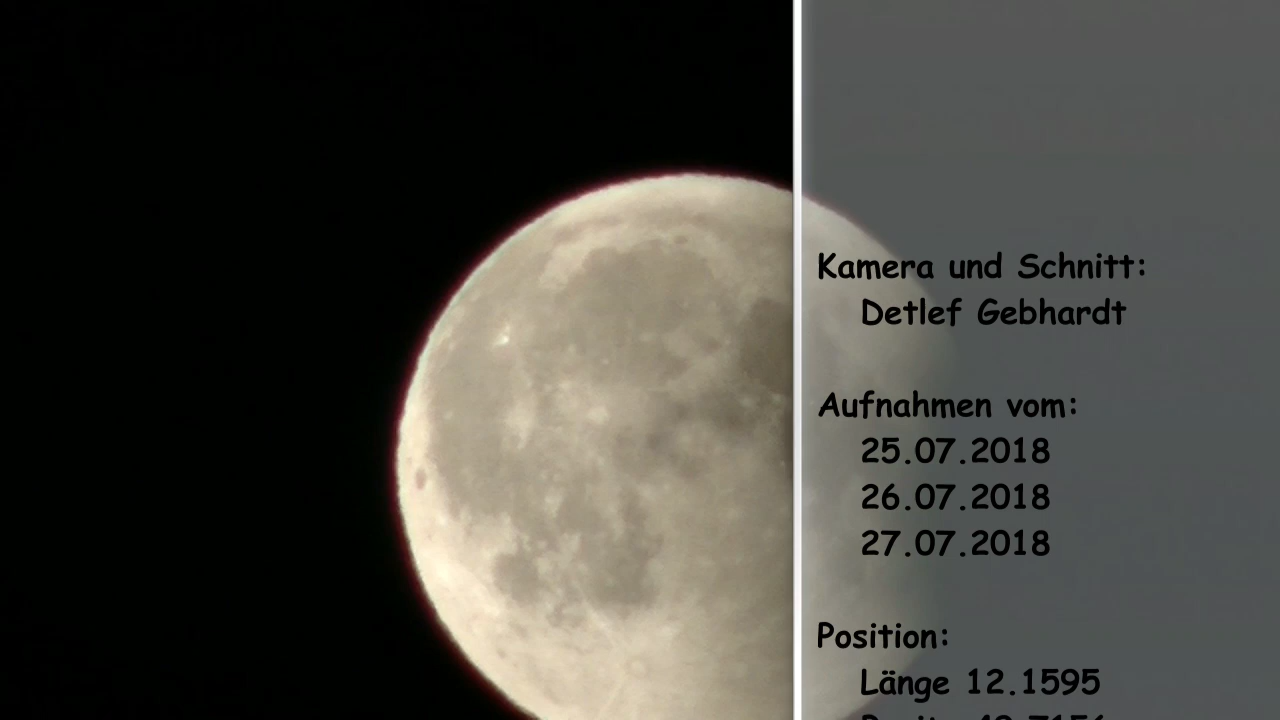 Kamera und Schnitt:
Detlef Gebhardt
Aufnahmen vom:
25.07.2018
26.07.2018
27.07.2018
Position:
Länge 12.1595